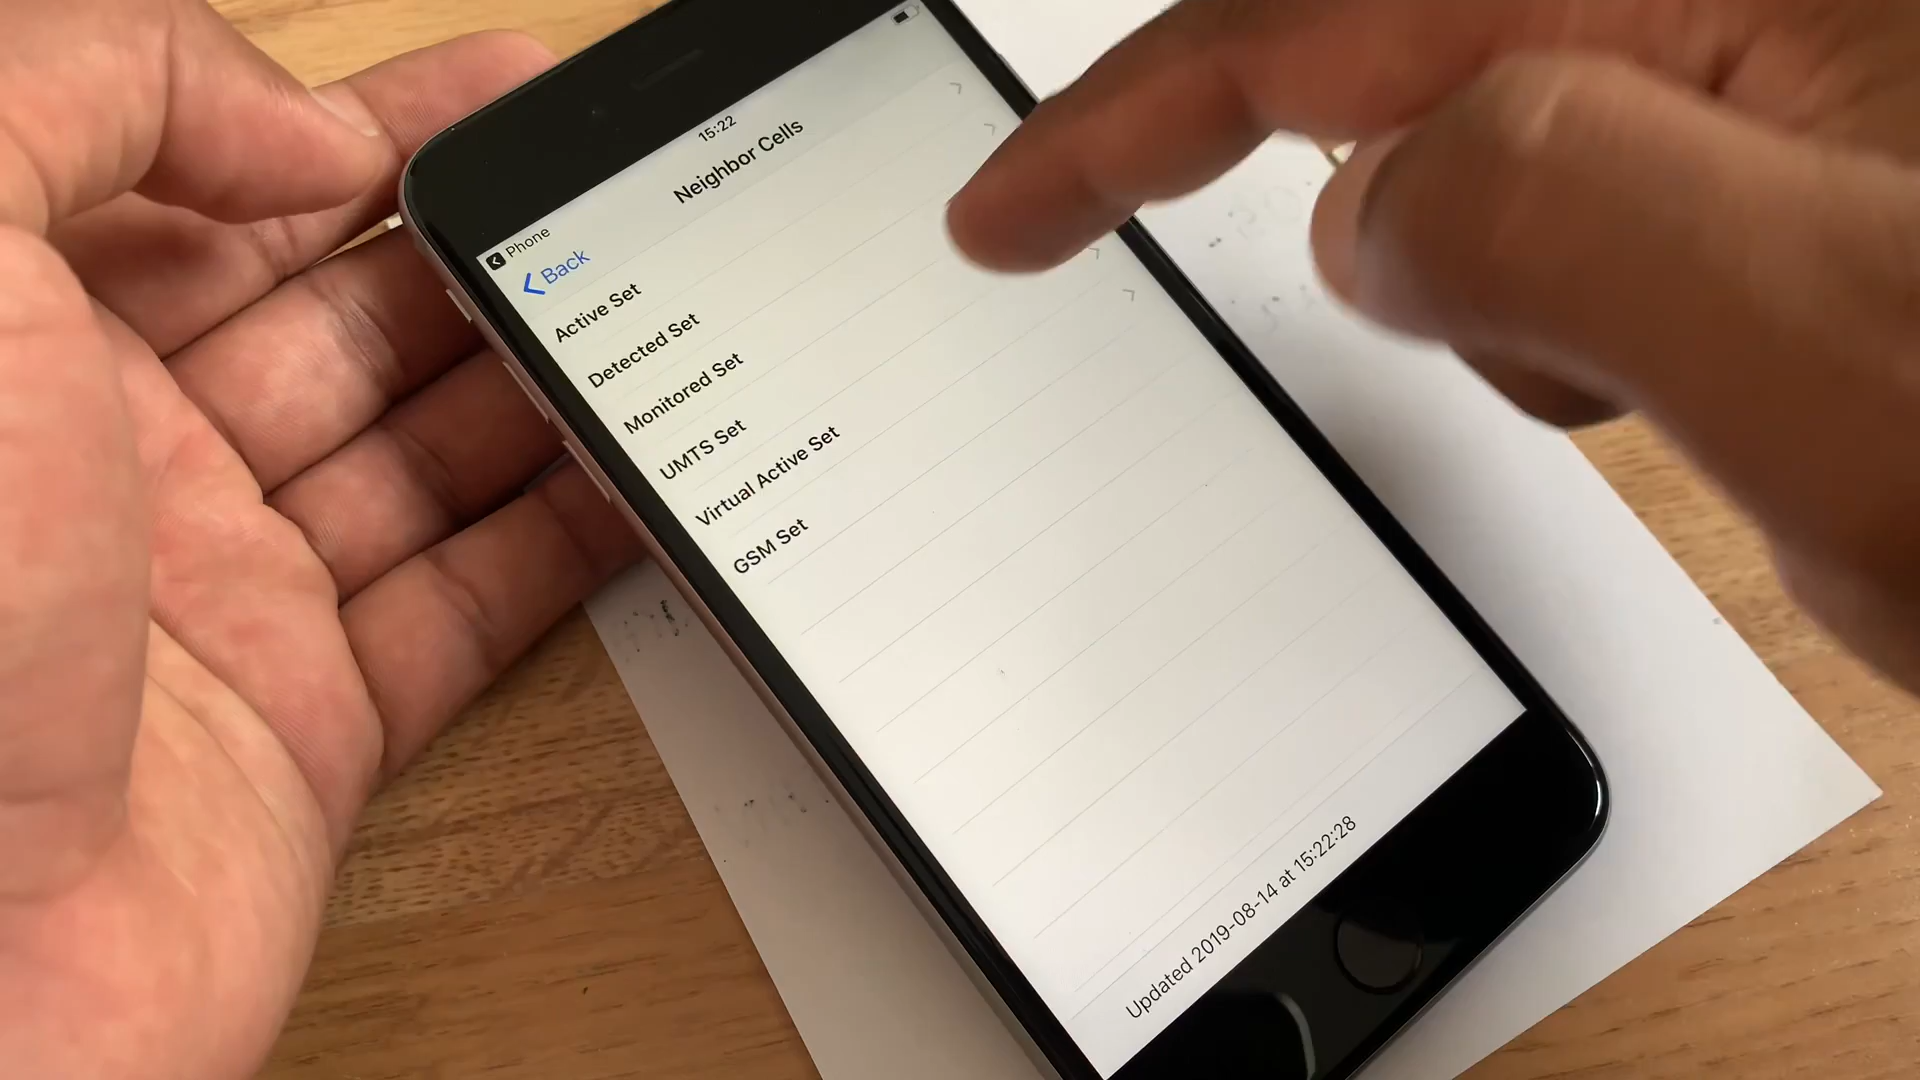 15:22
Phone
Neighbor Cells
Back
Active Set
Detected Set
Monitored Set
UMTS Set
Virtual Active Set
GSM Set
Updated 2019-08-14 at 15:22:28